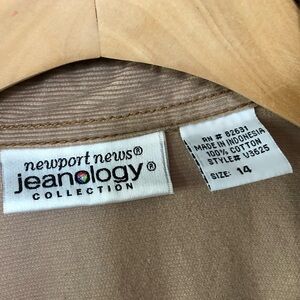 newport news®
jeanology®
COLLECTION
RN # 82631
MADE IN INDONESIA
100% COTTON
STYLE# U3625
SIZE: 14